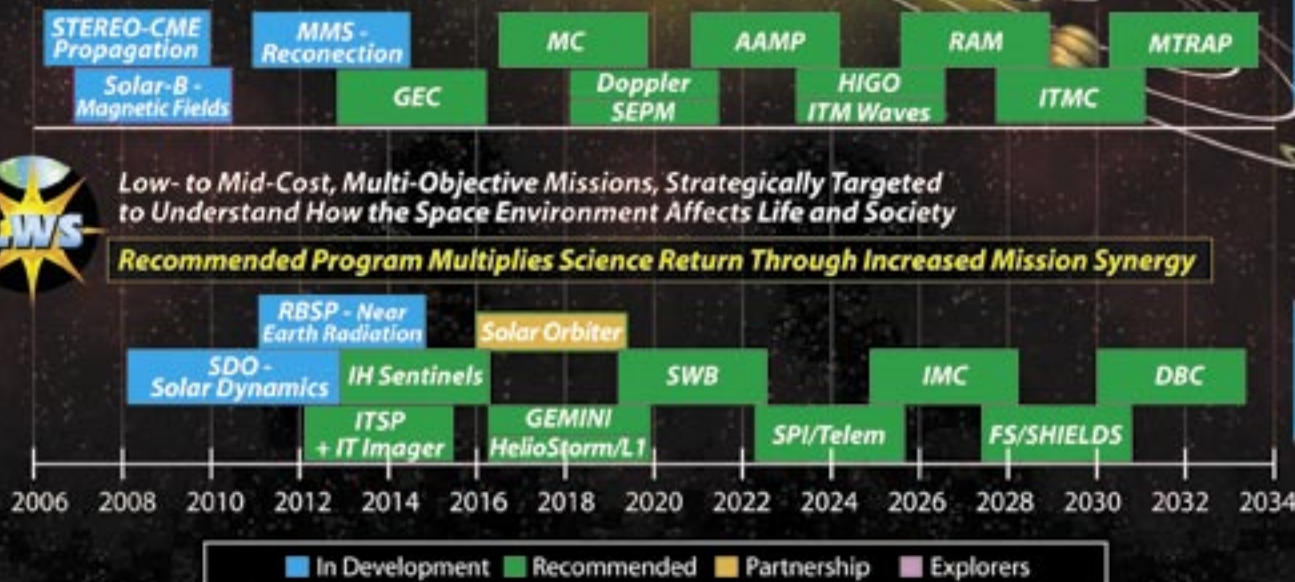 STEREO-CME
Propagation
MMS -
Reconection
MC
AAMP
RAM
MTRAP
Solar-B -
Magnetic Fields
GEC
Doppler
SEPM
HIGO
ITM Waves
ITMC
LWS
Low- to Mid-Cost, Multi-Objective Missions, Strategically Targeted
to Understand How the Space Environment Affects Life and Society
Recommended Program Multiplies Science Return Through Increased Mission Synergy
RBSP - Near
Earth Radiation
Solar Orbiter
SDO -
Solar Dynamics
IH Sentinels
SWB
IMC
DBC
ITSP
+ IT Imager
GEMINI
HelioStorm/L1
SPI/Telem
FS/SHIELDS
2006 2008 2010 2012 2014 2016 2018 2020 2022 2024 2026 2028 2030 2032 2034
In Development Recommended Partnership Explorers